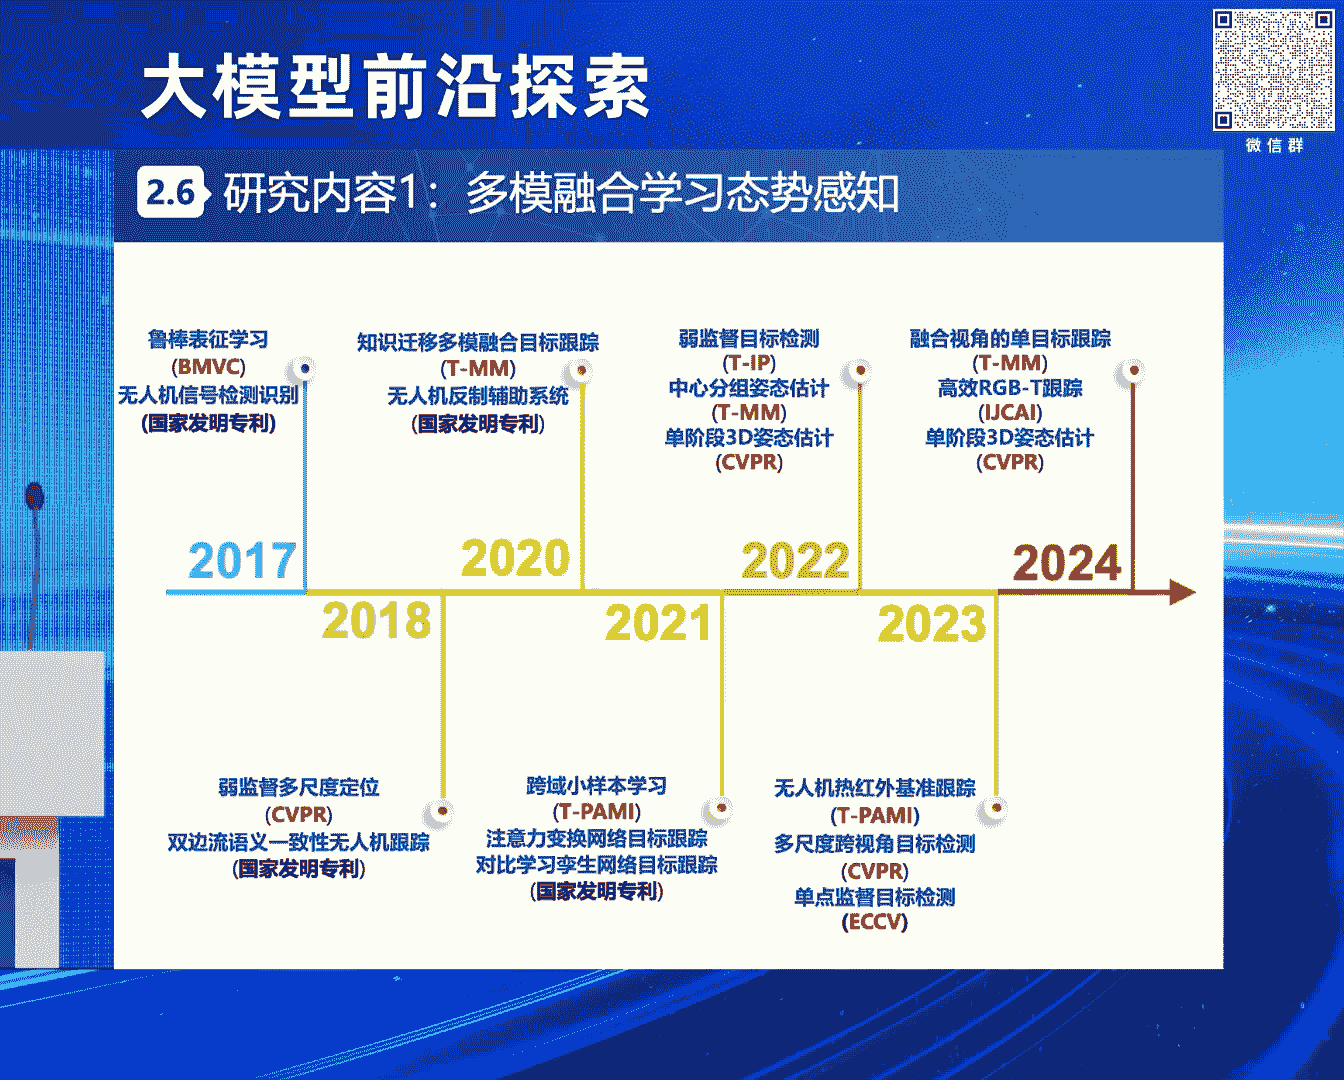 大模型前沿探索
微信群
2.6 研究内容1：多模融合学习态势感知
鲁棒表征学习
(BMVC)
无人机信号检测识别
(国家发明专利)
知识迁移多模融合目标跟踪
(T-MM)
无人机反制辅助系统
(国家发明专利)
弱监督目标检测
(T-IP)
中心分组姿态估计
(T-MM)
单阶段3D姿态估计
(CVPR)
融合视角的单目标跟踪
(T-MM)
高效RGB-T跟踪
(IJCAI)
单阶段3D姿态估计
(CVPR)
2017
2020
2022
2024
2018
2021
2023
弱监督多尺度定位
(CVPR)
双边流语义一致性无人机跟踪
(国家发明专利)
跨域小样本学习
(T-PAMI)
注意力变换网络目标跟踪
对比学习孪生网络目标跟踪
(国家发明专利)
无人机热红外基准跟踪
(T-PAMI)
多尺度跨视角目标检测
(CVPR)
单点监督目标检测
(ECCV)